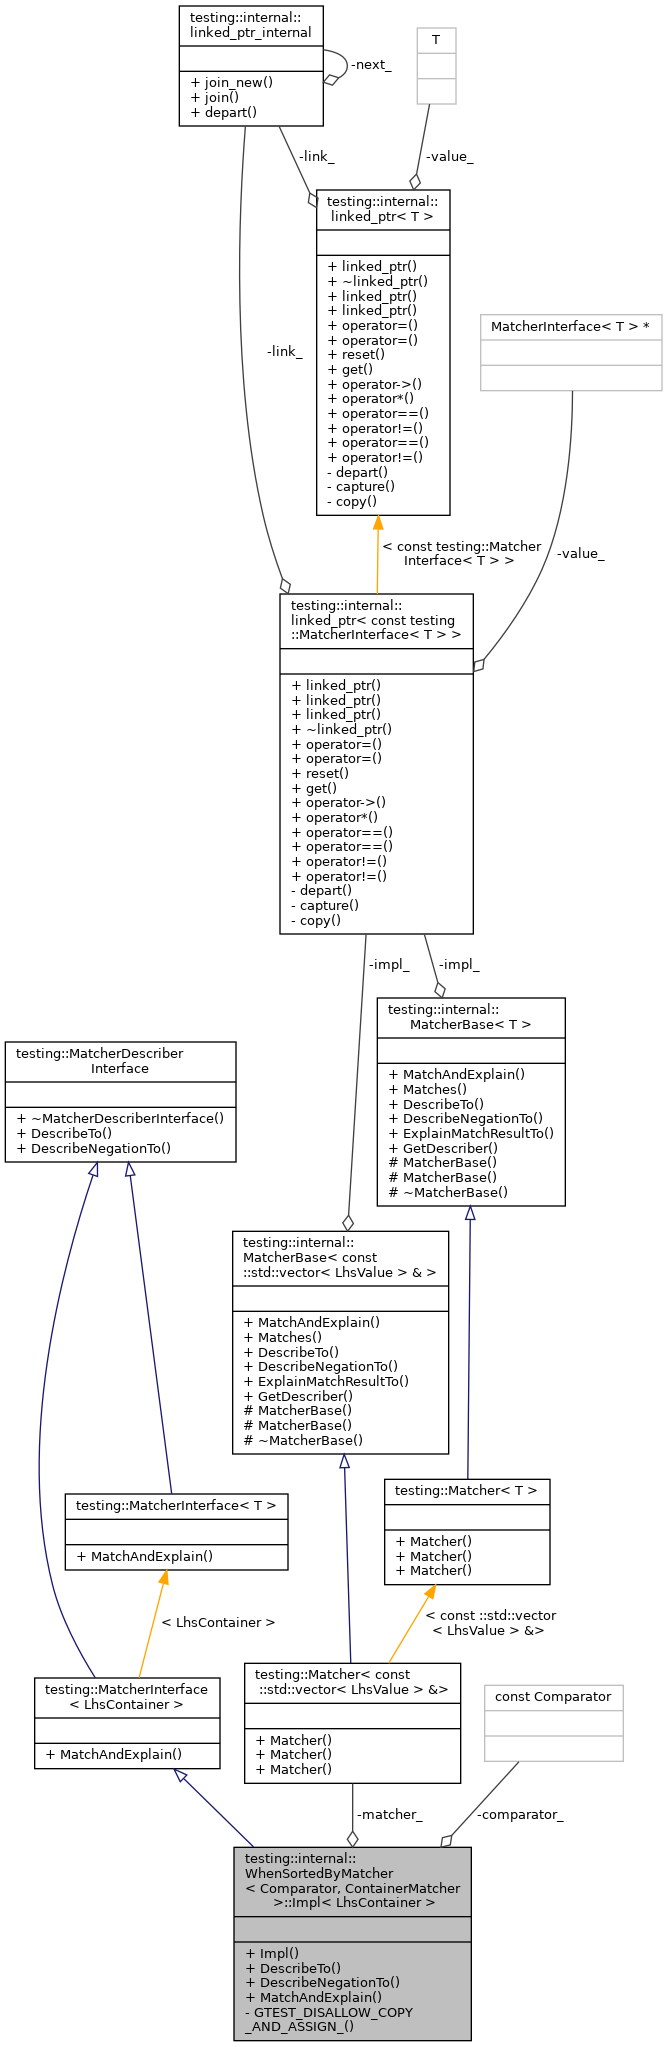 testing::internal::
linked_ptr_internal
+ join_new()
+ join()
+ depart()
-next_
T
-link_
-value_
testing::internal::
linked_ptr< T >
+ linked_ptr()
+ ~linked_ptr()
+ linked_ptr()
+ linked_ptr()
+ operator=()
+ operator=()
+ reset()
+ get()
+ operator->()
+ operator*()
+ operator==()
+ operator!=()
+ operator==()
+ operator!=()
- depart()
- capture()
- copy()
-link_
MatcherInterface< T > *
< const testing::Matcher
Interface< T > >
-value_
testing::internal::
linked_ptr< const testing
::MatcherInterface< T > >
+ linked_ptr()
+ linked_ptr()
+ linked_ptr()
+ ~linked_ptr()
+ operator=()
+ operator=()
+ reset()
+ get()
+ operator->()
+ operator*()
+ operator==()
+ operator==()
+ operator!=()
+ operator!=()
- depart()
- capture()
- copy()
-impl_
-impl_
testing::internal::
MatcherBase< T >
+ MatchAndExplain()
+ Matches()
+ DescribeTo()
+ DescribeNegationTo()
+ ExplainMatchResultTo()
+ GetDescriber()
# MatcherBase()
# MatcherBase()
# ~MatcherBase()
testing::MatcherDescriber
Interface
+ ~MatcherDescriberInterface()
+ DescribeTo()
+ DescribeNegationTo()
testing::internal::
MatcherBase< const
::std::vector< LhsValue > & >
+ MatchAndExplain()
+ Matches()
+ DescribeTo()
+ DescribeNegationTo()
+ ExplainMatchResultTo()
+ GetDescriber()
# MatcherBase()
# MatcherBase()
# ~MatcherBase()
testing::MatcherInterface< T >
+ MatchAndExplain()
testing::Matcher< T >
+ Matcher()
+ Matcher()
+ Matcher()
< LhsContainer >
< const ::std::vector
< LhsValue > &>
testing::MatcherInterface
< LhsContainer >
+ MatchAndExplain()
testing::Matcher< const
::std::vector< LhsValue > &>
+ Matcher()
+ Matcher()
+ Matcher()
const Comparator
-matcher_
-comparator_
testing::internal::
WhenSortedByMatcher
< Comparator, ContainerMatcher
>::Impl< LhsContainer >
+ Impl()
+ DescribeTo()
+ DescribeNegationTo()
+ MatchAndExplain()
- GTEST_DISALLOW_COPY
_AND_ASSIGN_()